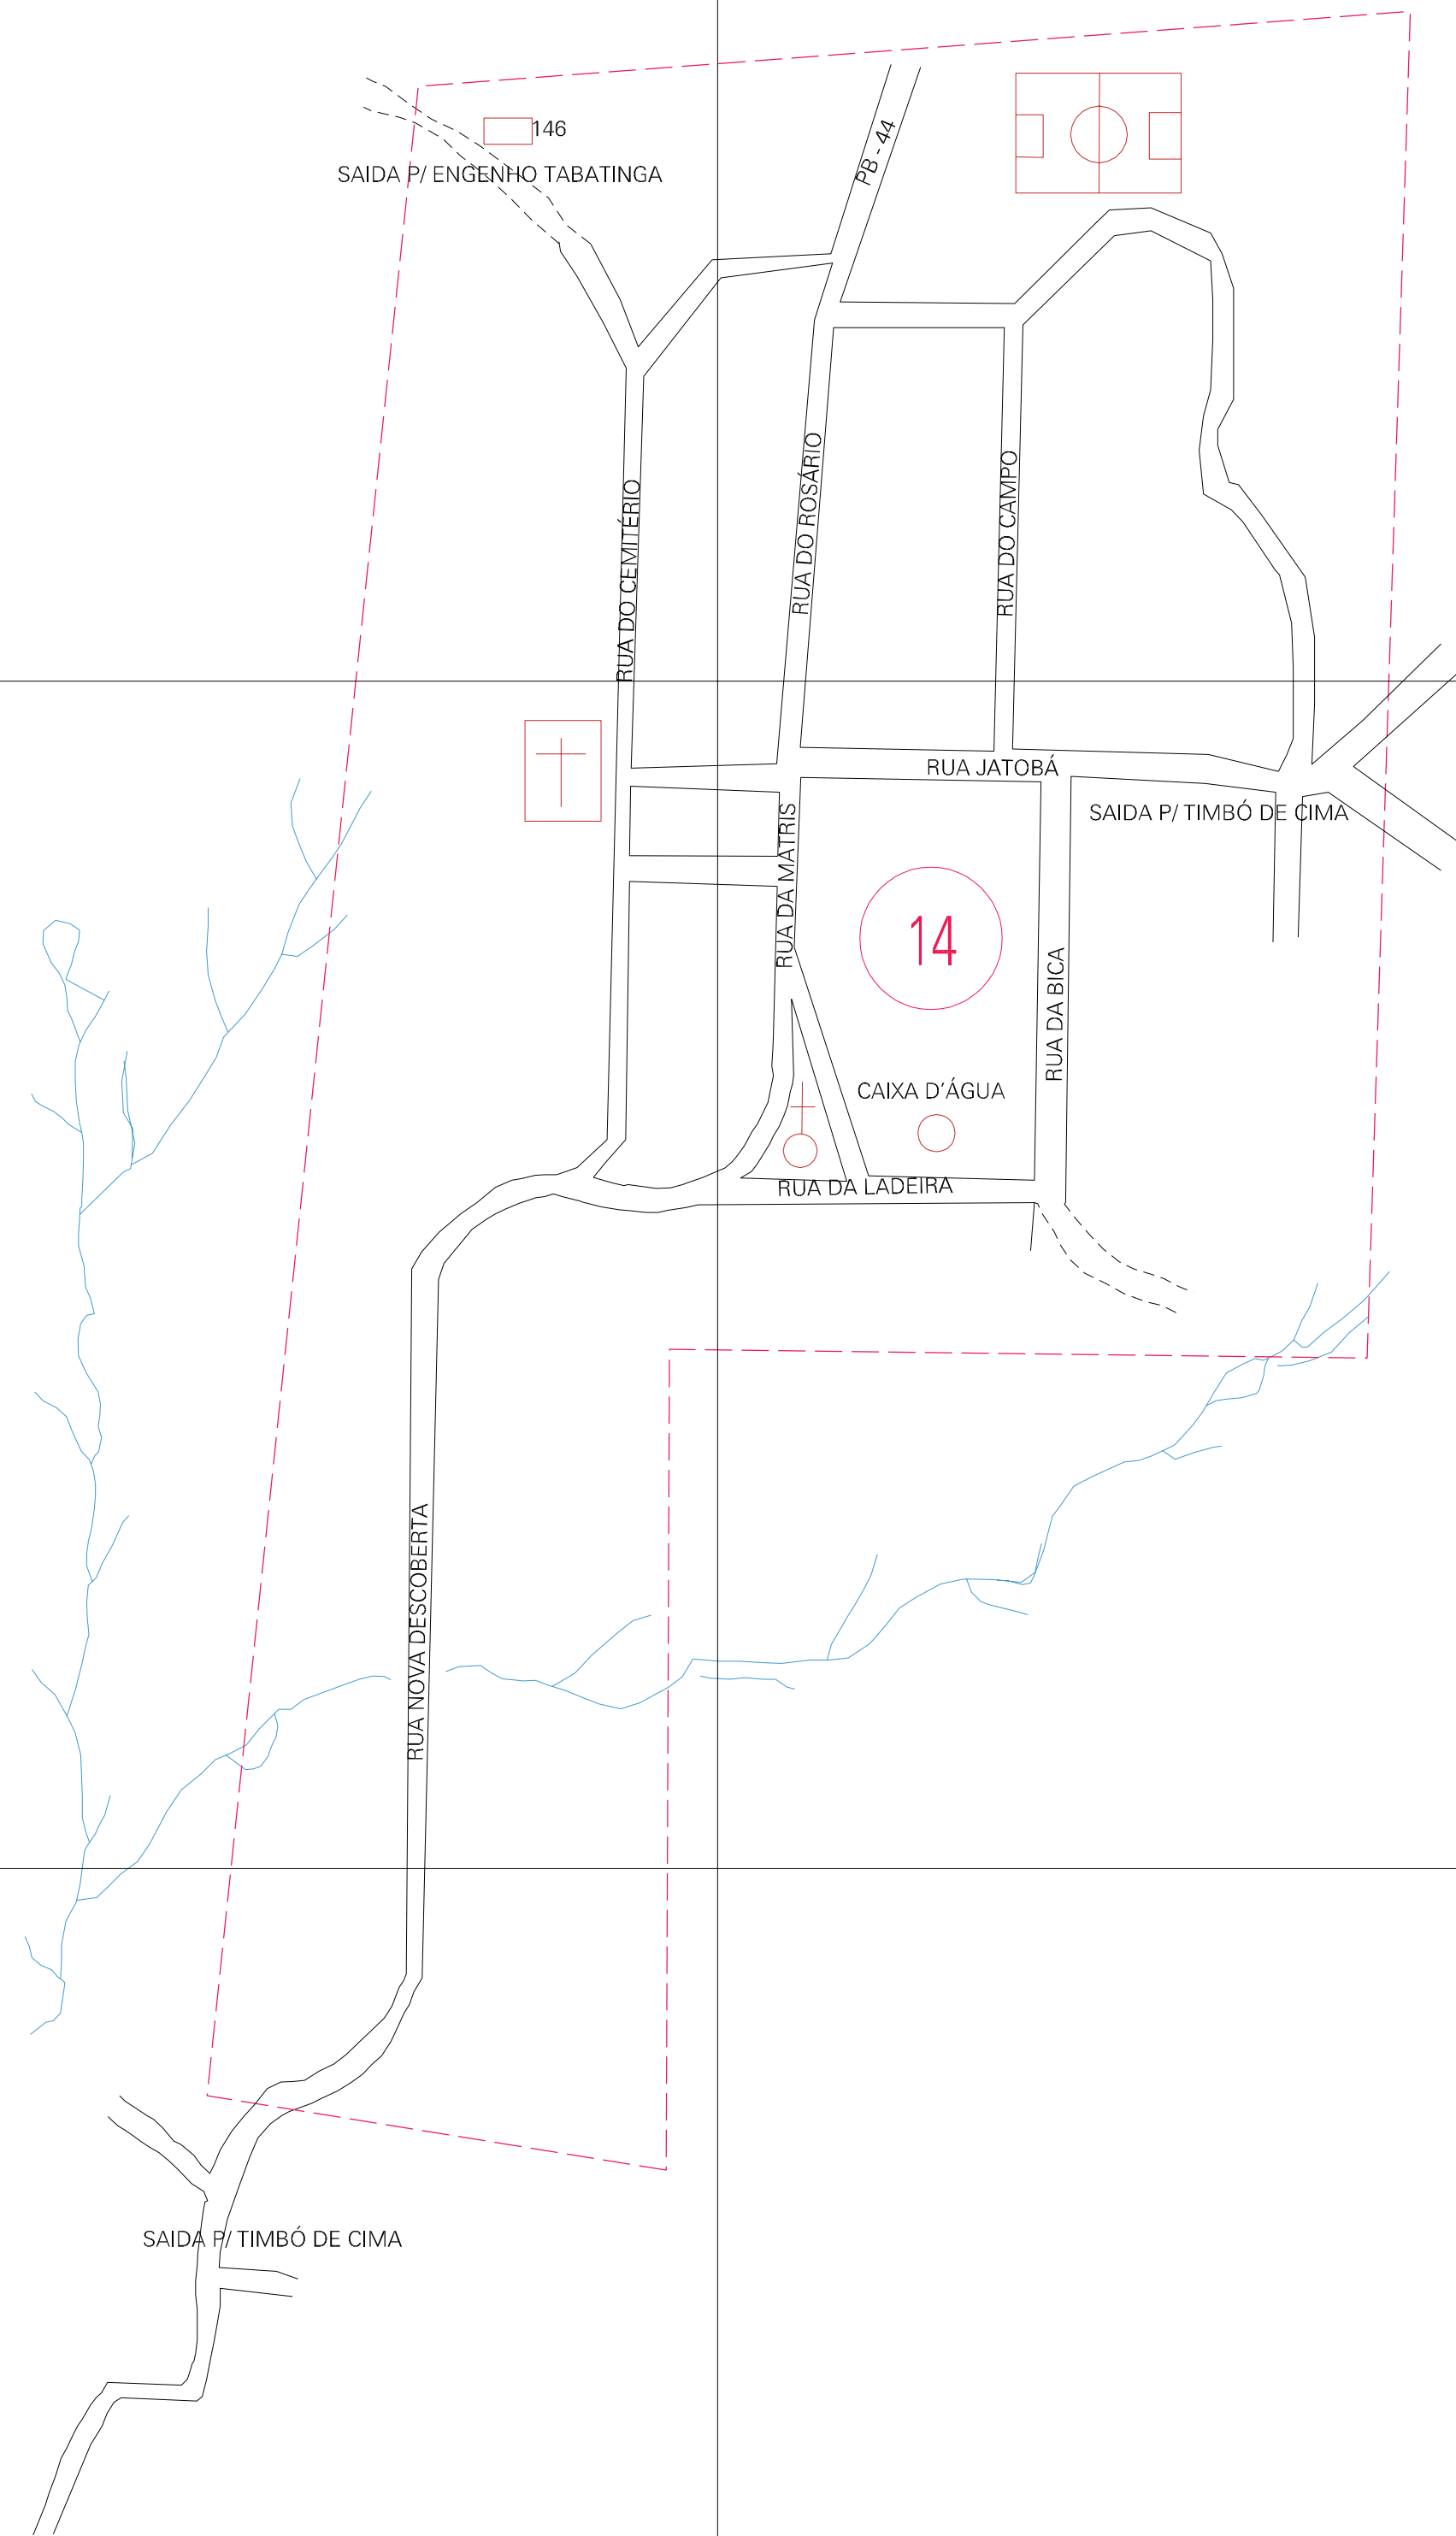 PB - 44
146
SAIDA P/ ENGENHO TABATINGA
RUA DO CEMITÉRIO
RUA DO ROSÁRIO
RUA DO CAMPO
RUA JATOBÁ
SAIDA P/ TIMBÓ DE CIMA
RUA DA MATRIS
14
RUA DA BICA
CAIXA D'ÁGUA
RUA DA LADEIRA
RUA NOVA DESCOBERTA
SAIDA P/ TIMBÓ DE CIMA